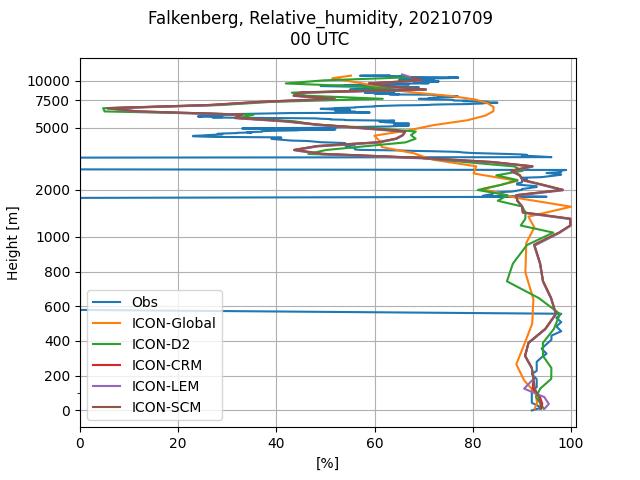 Falkenberg, Relative_humidity, 20210709
00 UTC
10000
7500
5000
2000
1000
800
600
400
200
0
Height [m]
Obs
ICON-Global
ICON-D2
ICON-CRM
ICON-LEM
ICON-SCM
0 20 40 60 80 100
[%]